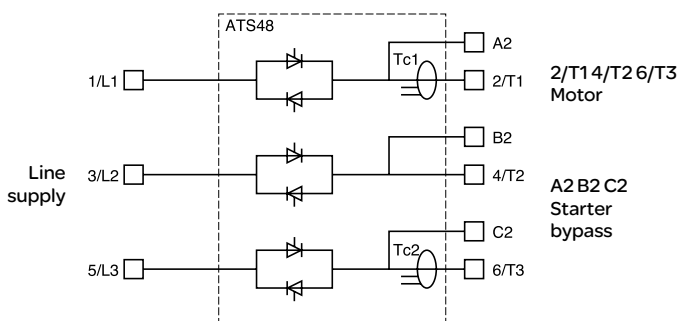 ATS48
A2
Tc1
1/L1
2/T1
2/T1 4/T2 6/T3
Motor
B2
Line
supply
3/L2
4/T2
A2 B2 C2
Starter
bypass
C2
Tc2
5/L3
6/T3